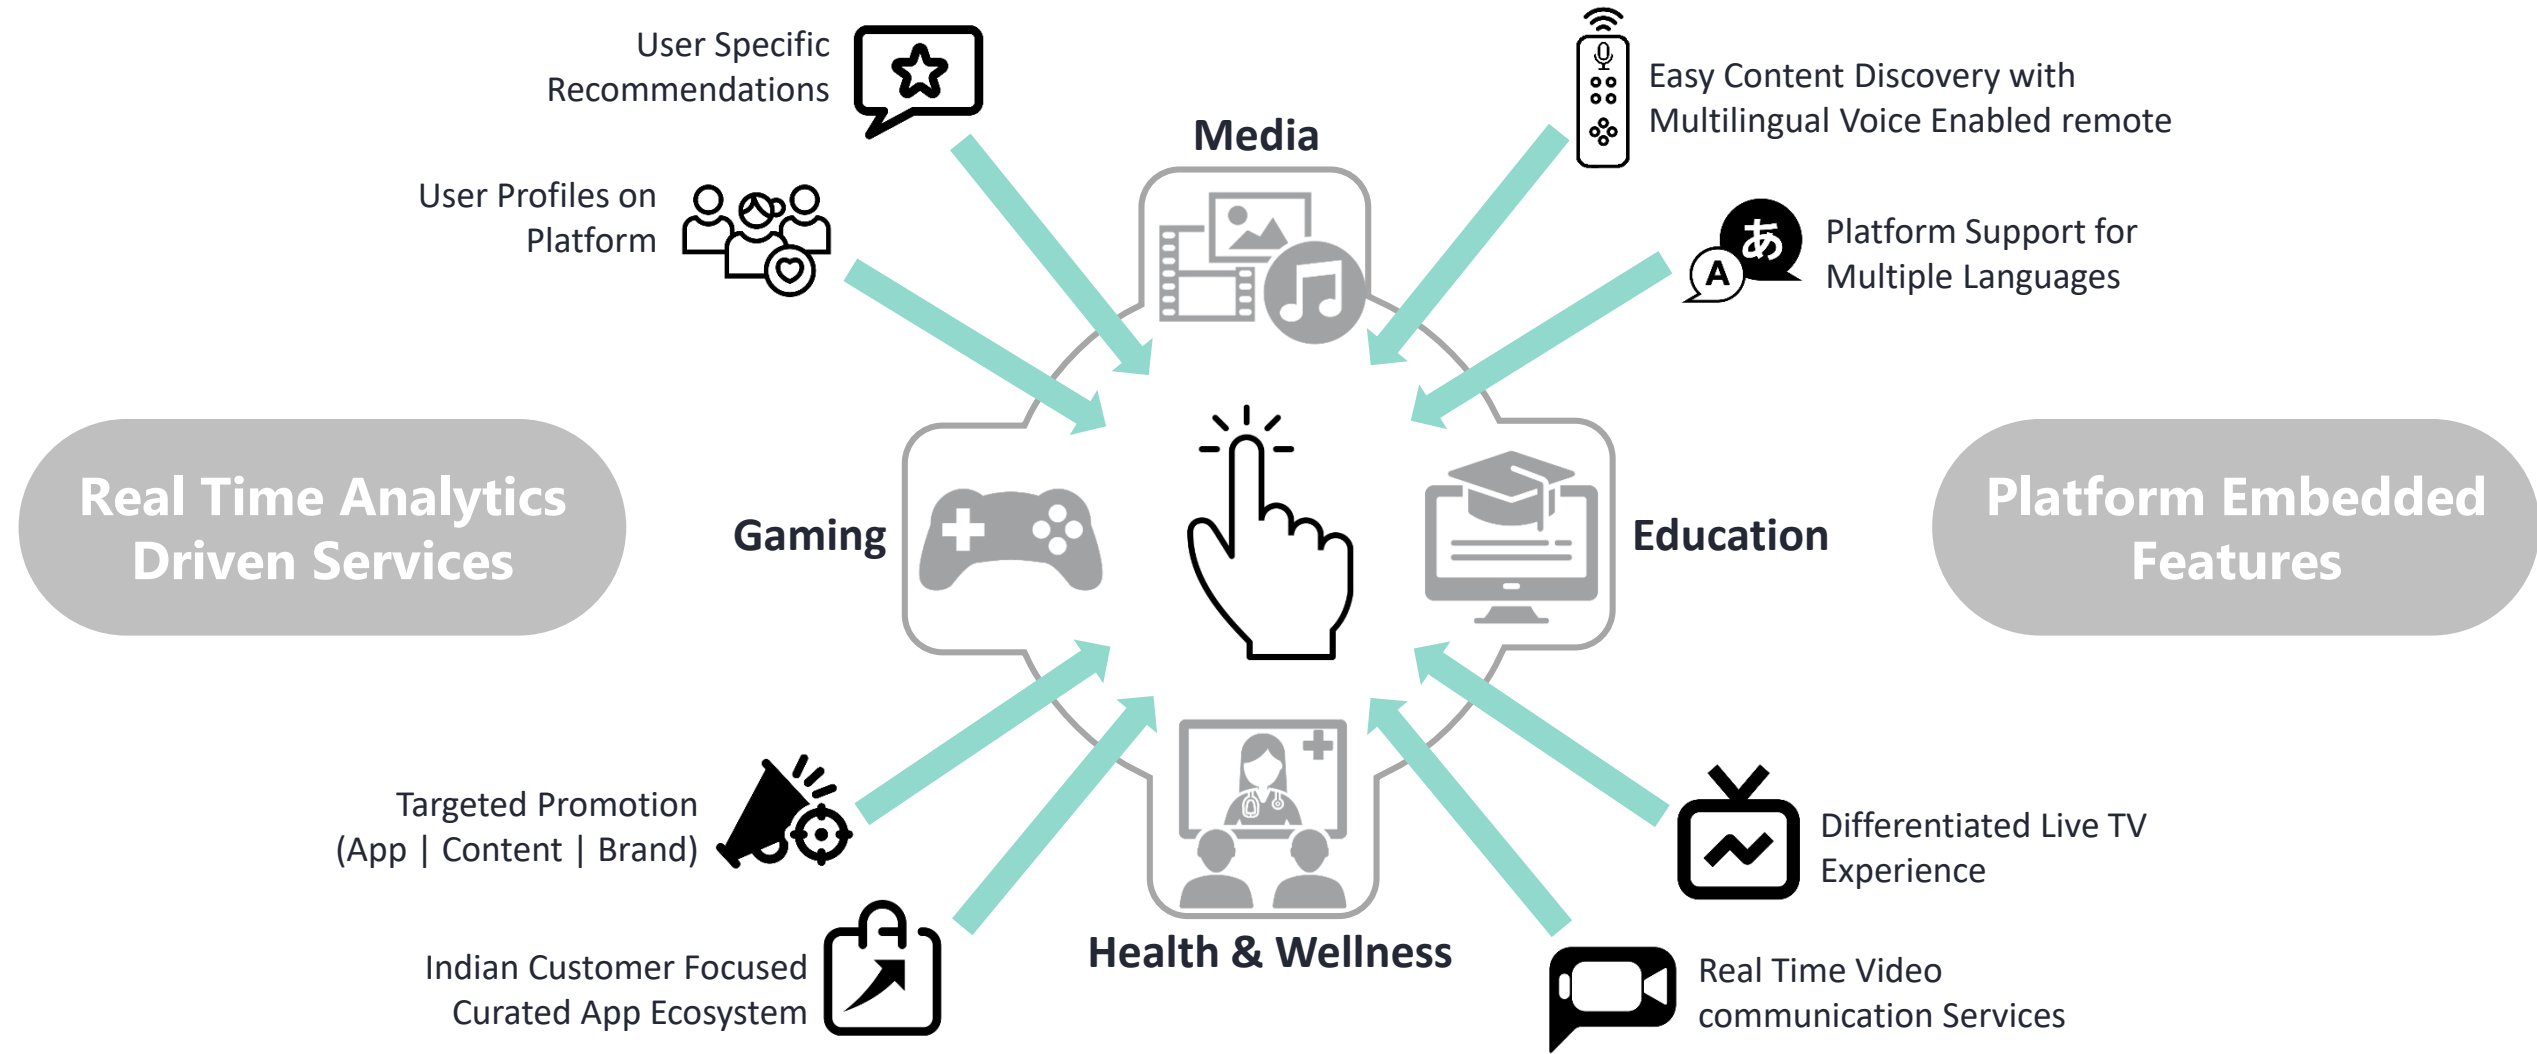 User Specific
Recommendations
User Profiles on
Platform
Media
Easy Content Discovery with
Multilingual Voice Enabled remote
A
あ
Platform Support for
Multiple Languages
Real Time Analytics
Driven Services
Gaming
Education
Platform Embedded
Features
Targeted Promotion
(App | Content | Brand)
Indian Customer Focused
Curated App Ecosystem
Health & Wellness
Differentiated Live TV
Experience
Real Time Video
communication Services